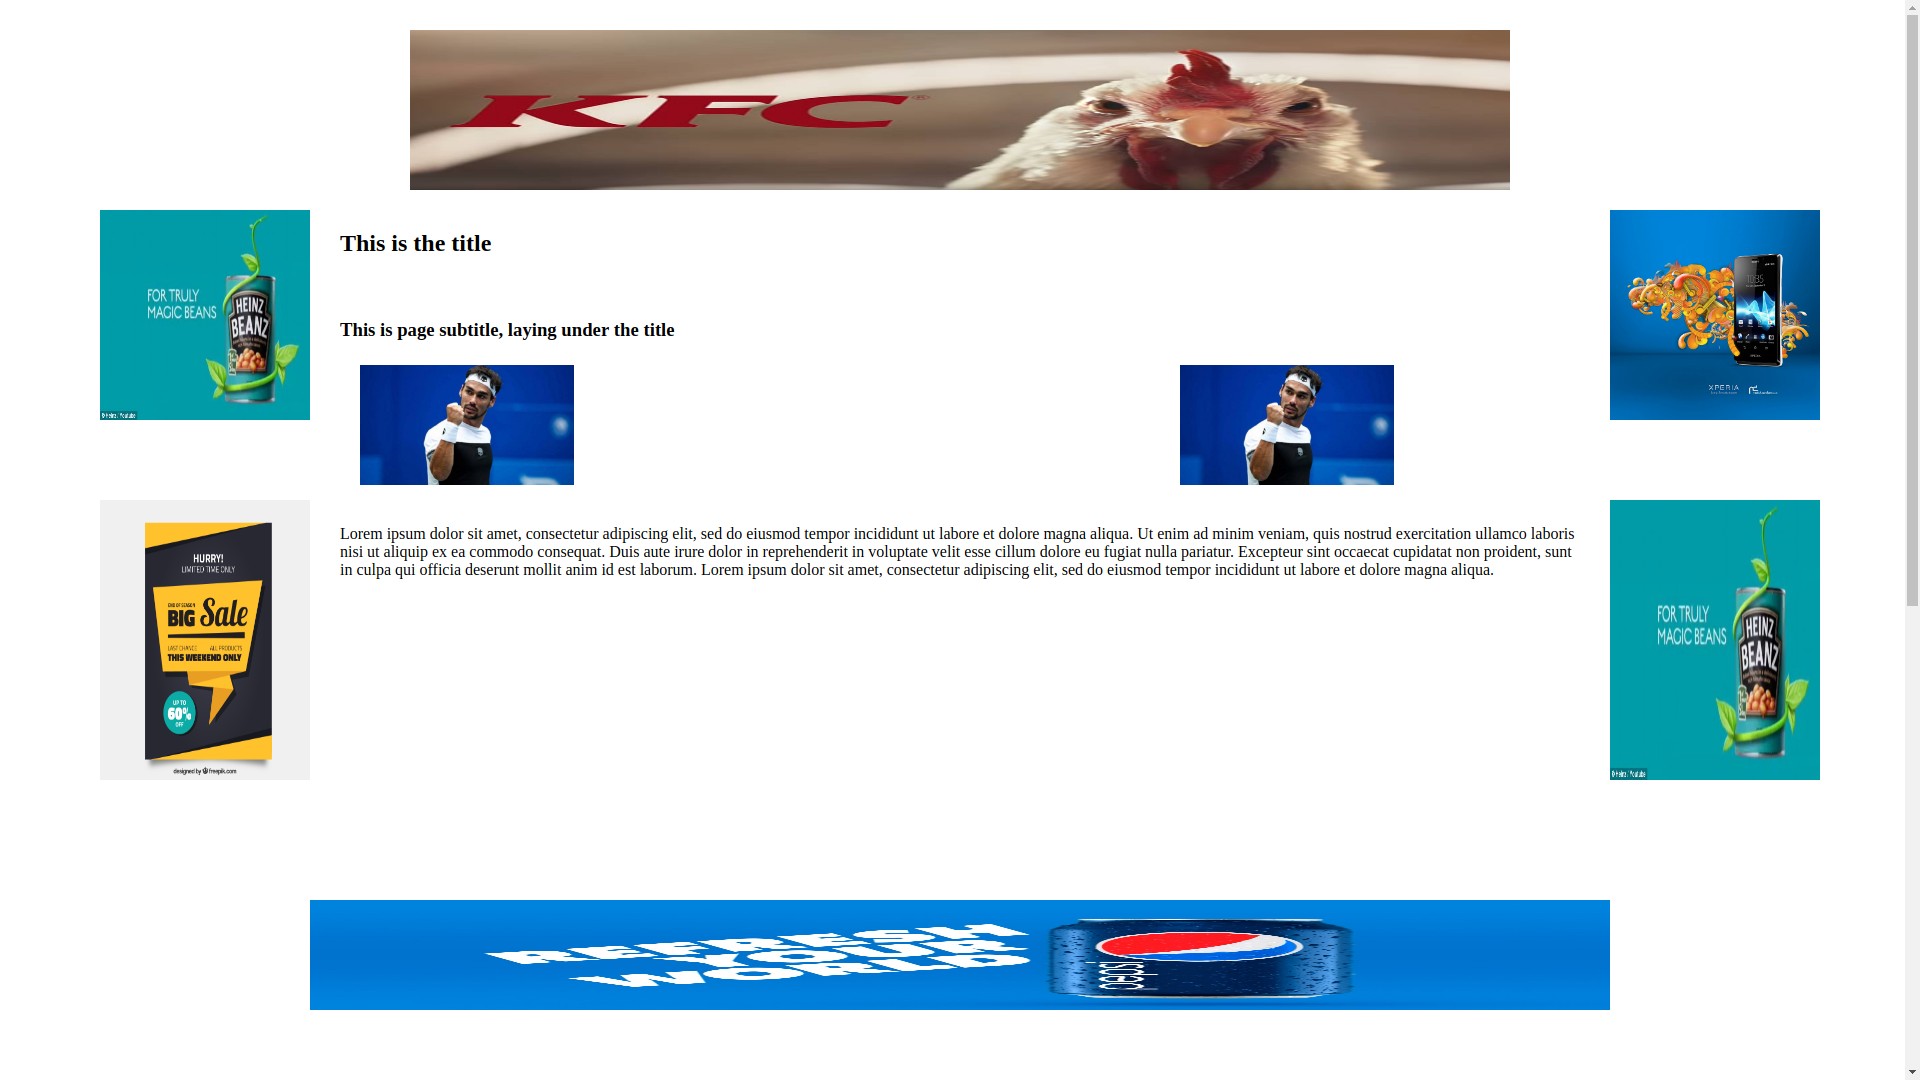 KFC®
FOR TRULY
MAGIC BEANS
HEINZ
BEANZ
© Heinz / Youtube
This is the title
This is page subtitle, laying under the title
XPERIA
HURRY!
LIMITED TIME ONLY
END OF SEASON
BIG Sale
LAST CHANCE ALL PRODUCTS
THIS WEEKEND ONLY
UP TO
60%
OFF
designed by freepik.com
Lorem ipsum dolor sit amet, consectetur adipiscing elit, sed do eiusmod tempor incididunt ut labore et dolore magna aliqua. Ut enim ad minim veniam, quis nostrud exercitation ullamco laboris
nisi ut aliquip ex ea commodo consequat. Duis aute irure dolor in reprehenderit in voluptate velit esse cillum dolore eu fugiat nulla pariatur. Excepteur sint occaecat cupidatat non proident, sunt
in culpa qui officia deserunt mollit anim id est laborum. Lorem ipsum dolor sit amet, consectetur adipiscing elit, sed do eiusmod tempor incididunt ut labore et dolore magna aliqua.
FOR TRULY
MAGIC BEANS
HEINZ
BEANZ
© Heinz / Youtube
REFRESH
YOUR
WORLD
pepsi